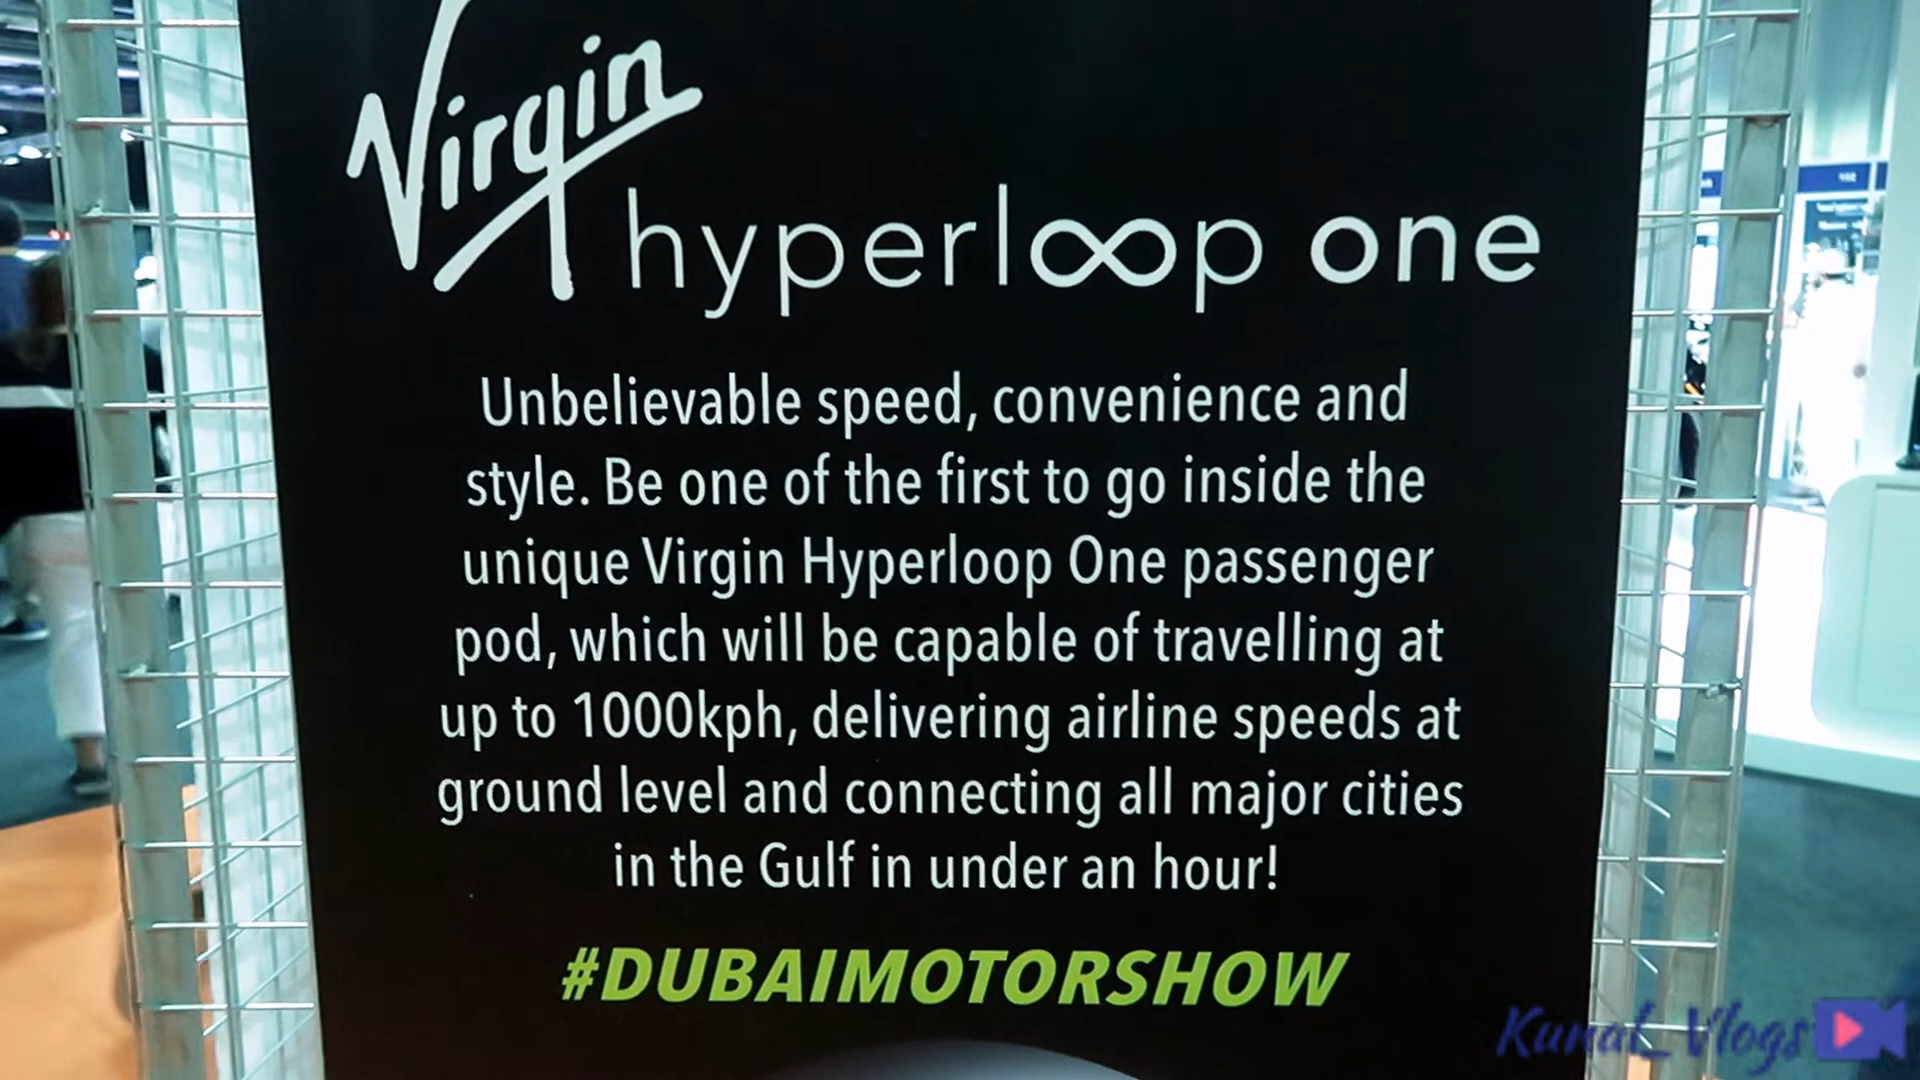 Virgin
hyperloop one
Unbelievable speed, convenience and
style. Be one of the first to go inside the
unique Virgin Hyperloop One passenger
pod, which will be capable of travelling at
up to 1000kph, delivering airline speeds at
ground level and connecting all major cities
in the Gulf in under an hour!
#DUBAIMOTORSHOW
Kunal_Vlogs